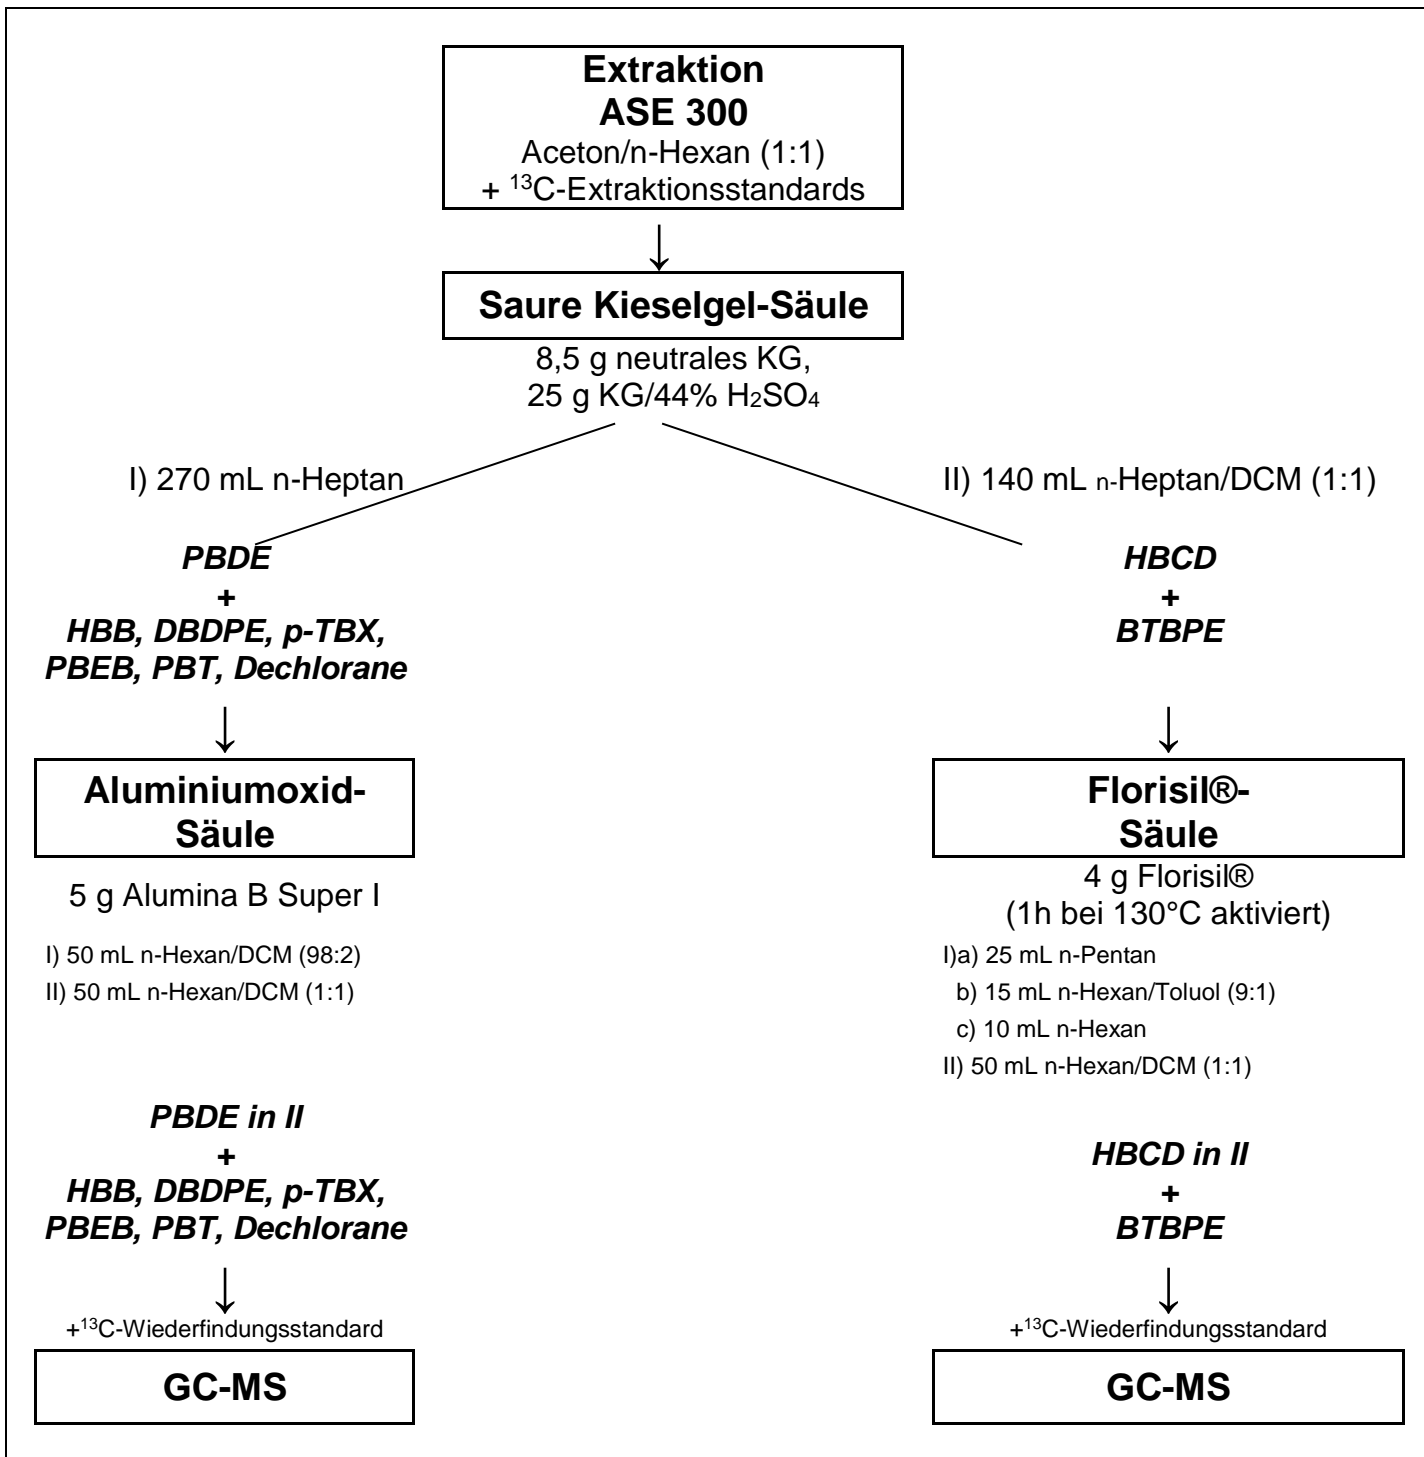 Extraktion
ASE 300
Aceton/n-Hexan (1:1)
+ ¹³C-Extraktionsstandards
↓
Saure Kieselgel-Säule
8,5 g neutrales KG,
25 g KG/44% H₂SO₄
I) 270 mL n-Heptan
II) 140 mL n-Heptan/DCM (1:1)
PBDE
+
HBB, DBDPE, p-TBX,
PBEB, PBT, Dechlorane
↓
Aluminiumoxid-
Säule
5 g Alumina B Super I
I) 50 mL n-Hexan/DCM (98:2)
II) 50 mL n-Hexan/DCM (1:1)
PBDE in II
+
HBB, DBDPE, p-TBX,
PBEB, PBT, Dechlorane
↓
+¹³C-Wiederfindungsstandard
GC-MS
HBCD
+
BTBPE
↓
Florisil®-
Säule
4 g Florisil®
(1h bei 130°C aktiviert)
I)a) 25 mL n-Pentan
b) 15 mL n-Hexan/Toluol (9:1)
c) 10 mL n-Hexan
II) 50 mL n-Hexan/DCM (1:1)
HBCD in II
+
BTBPE
↓
+¹³C-Wiederfindungsstandard
GC-MS